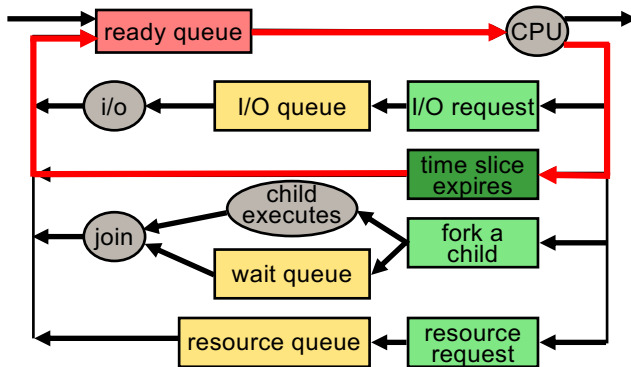 ready queue
CPU
i/o
I/O queue
I/O request
time slice
expires
child
executes
join
fork a
child
wait queue
resource queue
resource
request